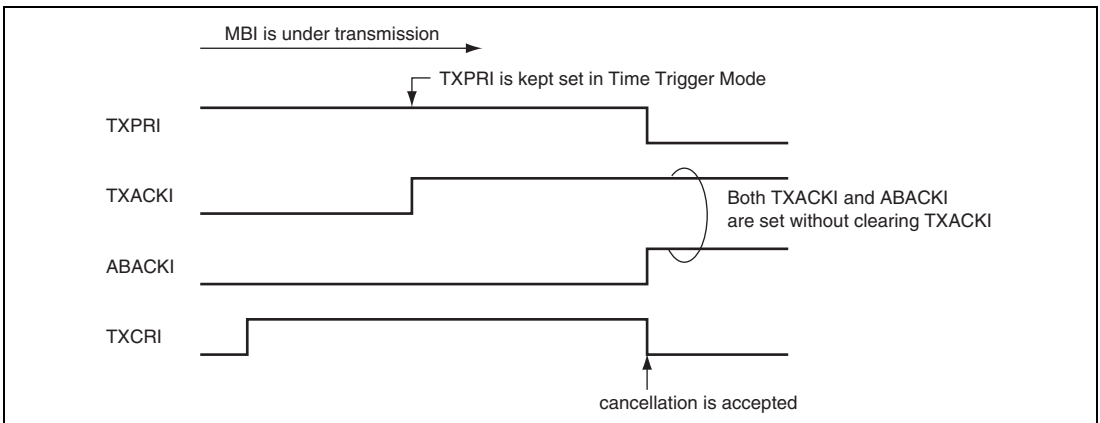 MBI is under transmission
TXPRI is kept set in Time Trigger Mode
TXPRI
TXACKI
Both TXACKI and ABACKI
are set without clearing TXACKI
ABACKI
TXCRI
cancellation is accepted